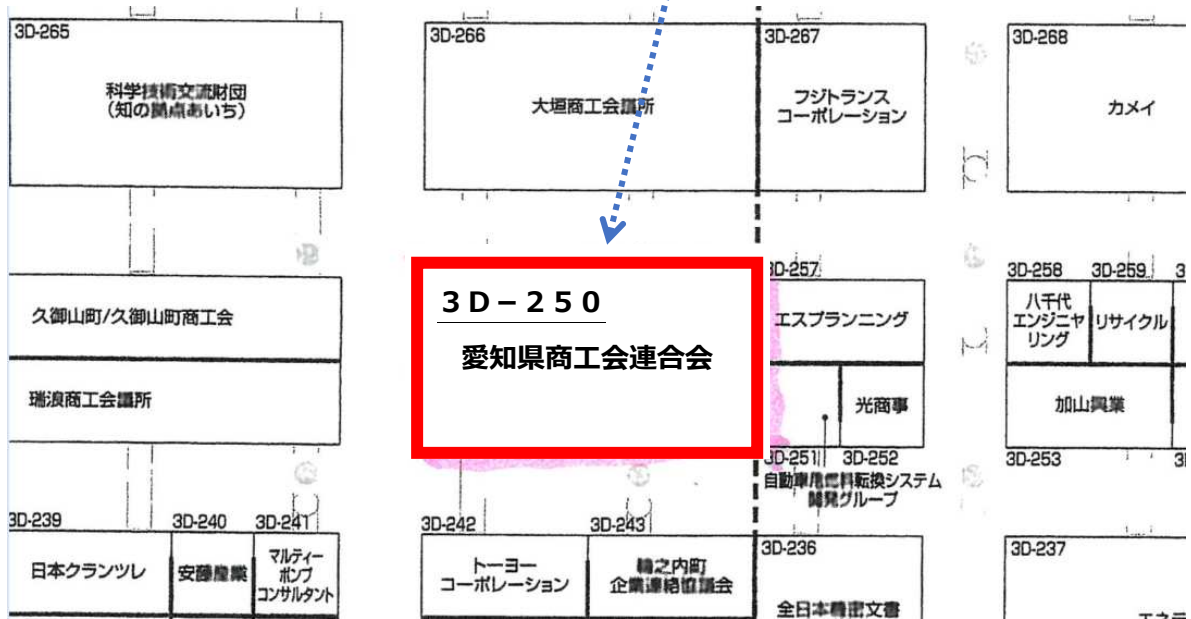 3D-265
科学技術交流財団
(知の拠点あいち)
3D-266
大垣商工会議所
3D-267
フジトランス
コーポレーション
3D-268
カメイ
久御山町/久御山町商工会
瑞浪商工会議所
3D-250
愛知県商工会連合会
3D-257
エスプランニング
光商事
3D-251
3D-252
自動車用燃料転換システム
開発グループ
3D-258
八千代
エンジニヤ
リング
3D-259
リサイクル
加山興業
3D-253
3D-239
日本クランツレ
3D-240
安藤産業
3D-241
マルティー
ポンプ
コンサルタント
3D-242
トーヨー
コーポレーション
3D-243
輪之内町
企業連絡協議会
3D-236
全日本機密文書
3D-237